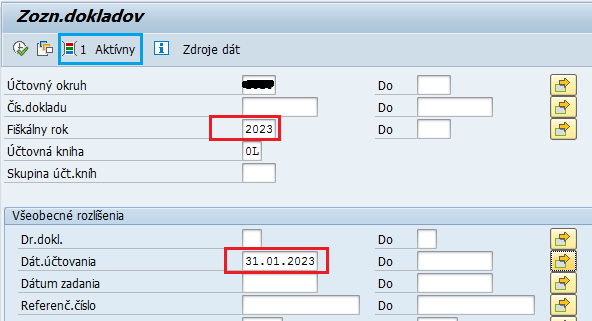 Zozn.dokladov
1 Aktívny Zdroje dát
Účtovný okruh Do
Čís.dokladu Do
Fiškálny rok 2023 Do
Účtovná kniha 0L
Skupina účt.kníh
Všeobecné rozlíšenia
Dr.dokl. Do
Dát.účtovania 31.01.2023 Do
Dátum zadania Do
Referenč.číslo Do